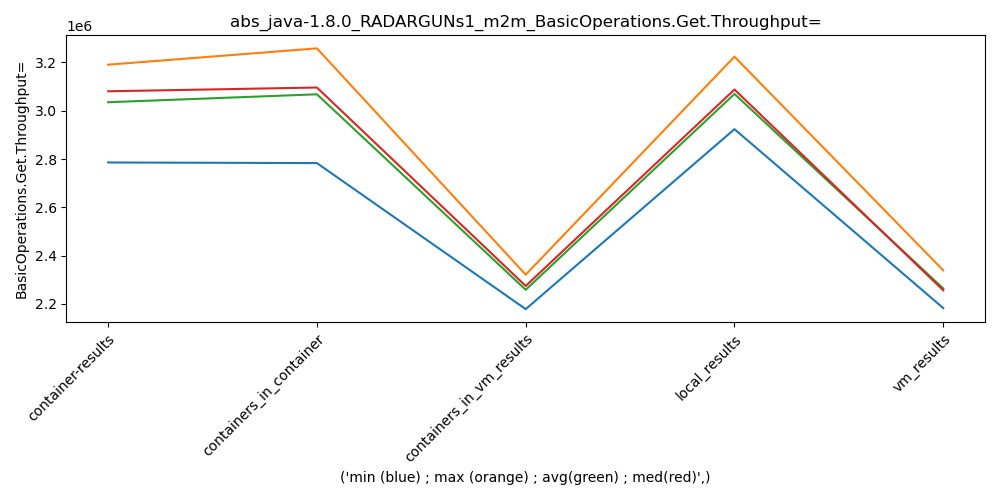 abs_java-1.8.0_RADARGUNs1_m2m_BasicOperations.Get.Throughput=
1e6
BasicOperations.Get.Throughput=
3.2
3.0
2.8
2.6
2.4
2.2
container-results
containers_in_container
containers_in_vm_results
local_results
vm_results
('min (blue) ; max (orange) ; avg(green) ; med(red)',)